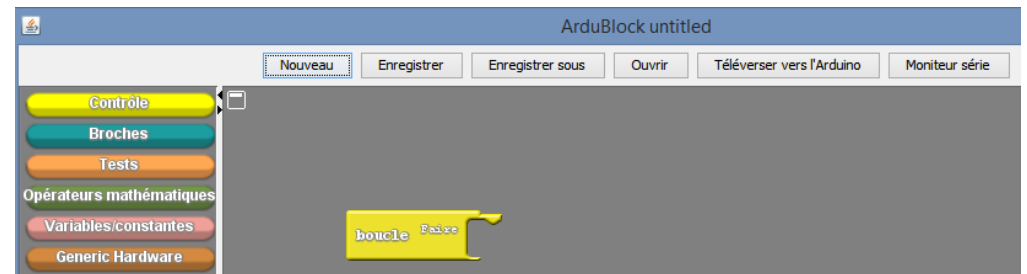 ArduBlock untitled
Nouveau Enregistrer Enregistrer sous Ouvrir Téléverser vers l'Arduino Moniteur série
Contrôle
Broches
Tests
Opérateurs mathématiques
Variables/constantes
Generic Hardware
boucle Faire